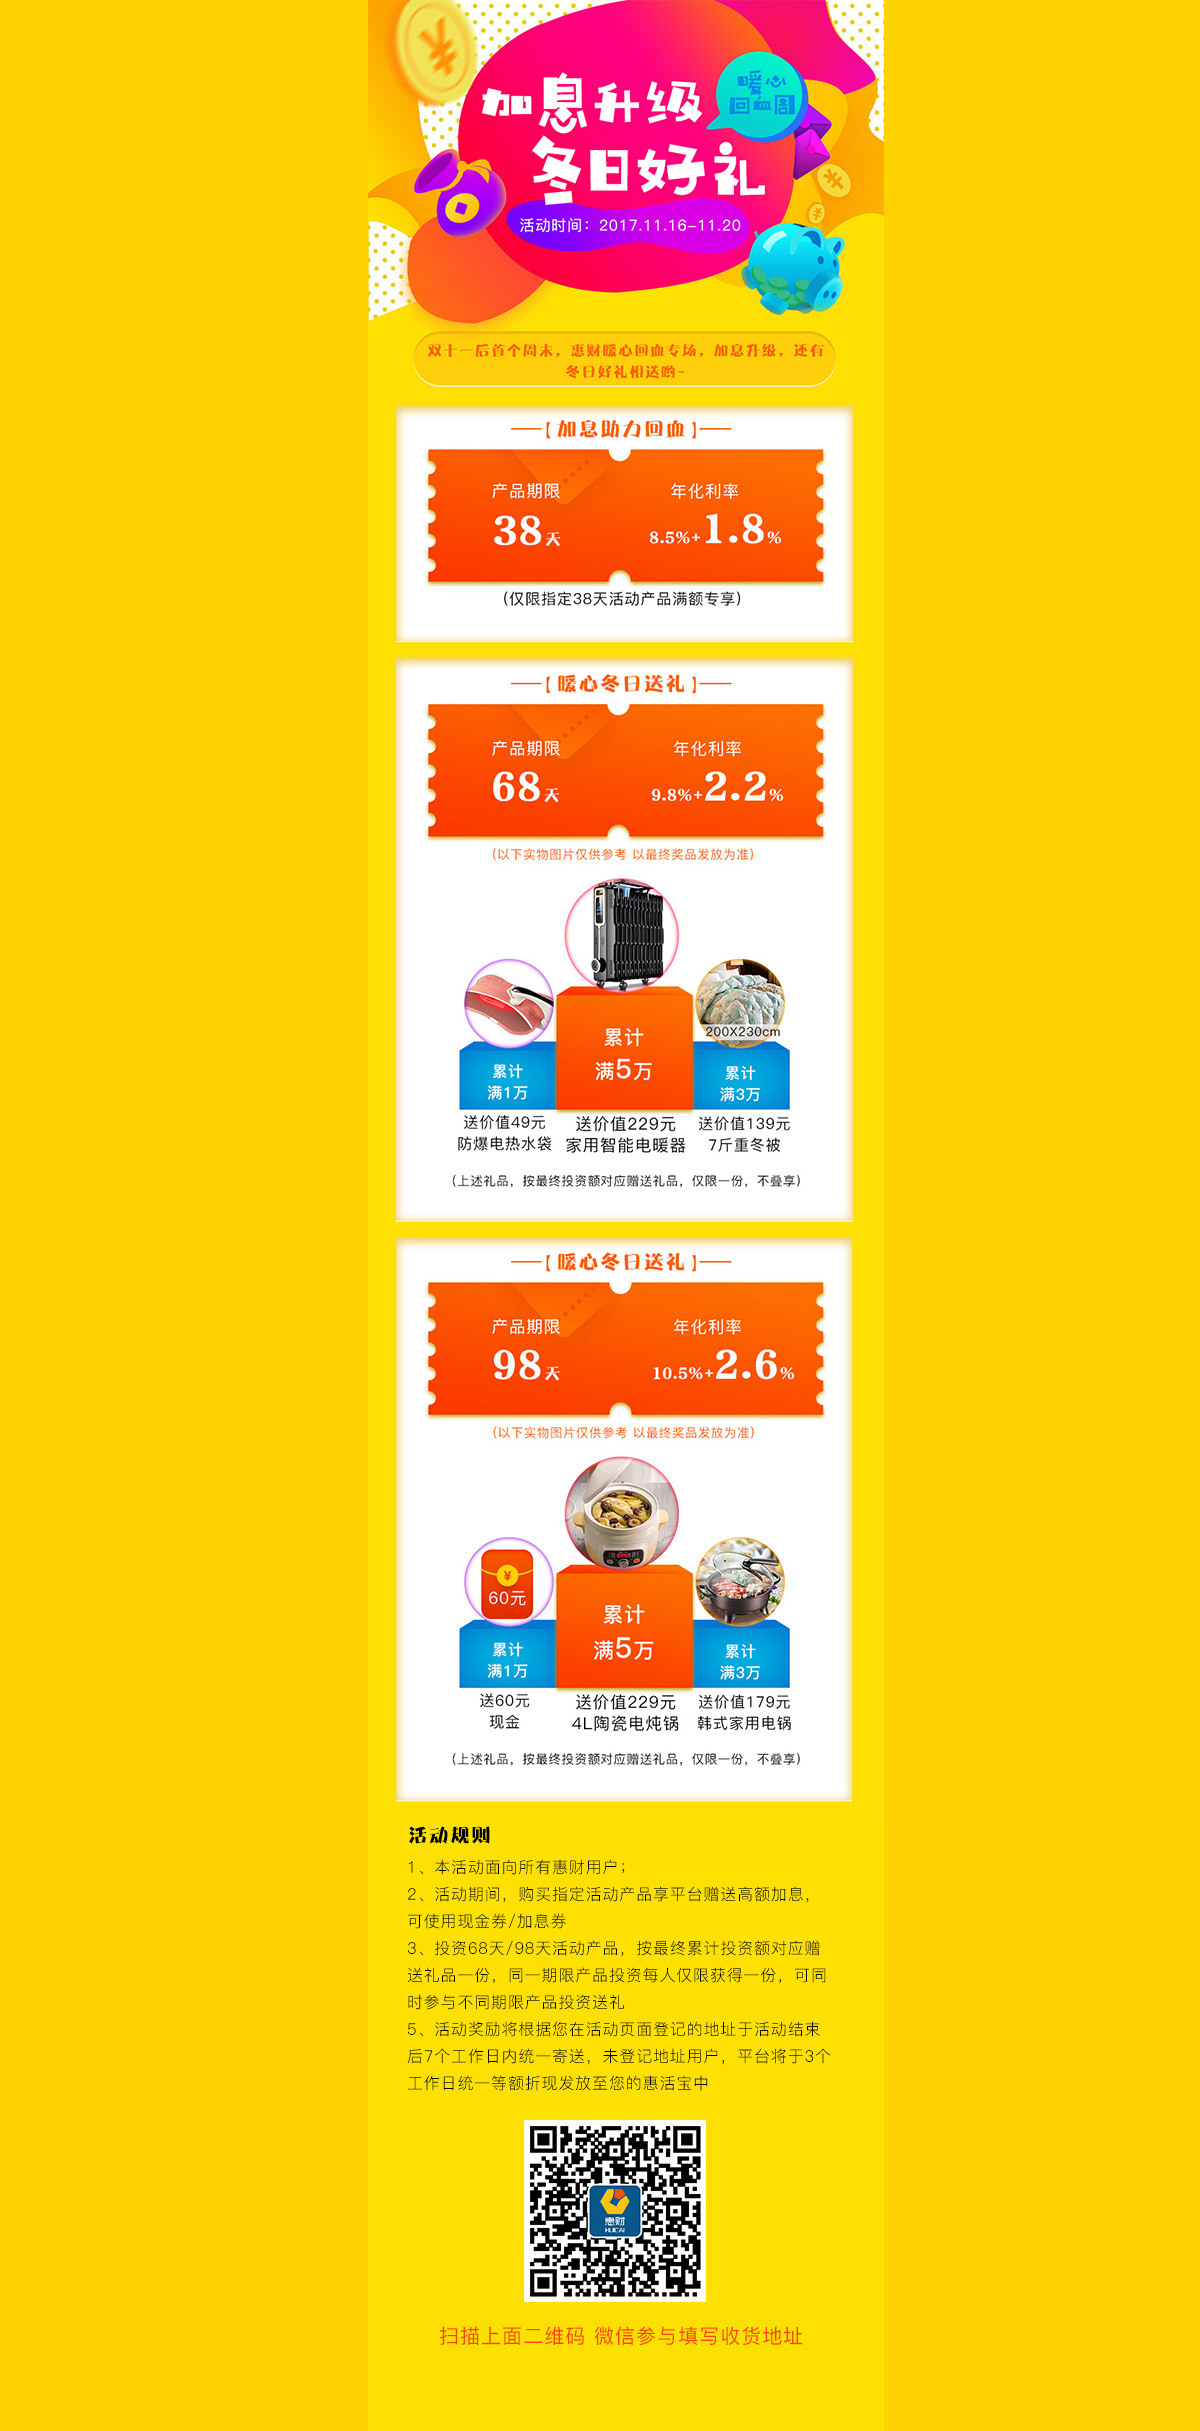 加息升级
暖心
回血周
冬日好礼
活动时间：2017.11.16-11.20
双十一后首个周末，惠财暖心回血专场，加息升级，还有
冬日好礼相送哟~
【加息助力回血】
产品期限
年化利率
38天
8.5%+1.8%
（仅限指定38天活动产品满额专享）
【暖心冬日送礼】
产品期限
年化利率
68天
9.8%+2.2%
（以下实物图片仅供参考 以最终奖品发放为准）
200X230cm
累计
满5万
累计
满1万
累计
满3万
送价值49元
防爆电热水袋
送价值229元
家用智能电暖器
送价值139元
7斤重冬被
（上述礼品，按最终投资额对应赠送礼品，仅限一份，不叠享）
【暖心冬日送礼】
产品期限
年化利率
98天
10.5%+2.6%
（以下实物图片仅供参考 以最终奖品发放为准）
¥
60元
累计
满5万
累计
满1万
累计
满3万
送60元
现金
送价值229元
4L陶瓷电炖锅
送价值179元
韩式家用电锅
（上述礼品，按最终投资额对应赠送礼品，仅限一份，不叠享）
活动规则
1、本活动面向所有惠财用户；
2、活动期间，购买指定活动产品享平台赠送高额加息，
可使用现金券/加息券
3、投资68天/98天活动产品，按最终累计投资额对应赠
送礼品一份，同一期限产品投资每人仅限获得一份，可同
时参与不同期限产品投资送礼
5、活动奖励将根据您在活动页面登记的地址于活动结束
后7个工作日内统一寄送，未登记地址用户，平台将于3个
工作日统一等额折现发放至您的惠活宝中
惠财
HUICAI
扫描上面二维码 微信参与填写收货地址